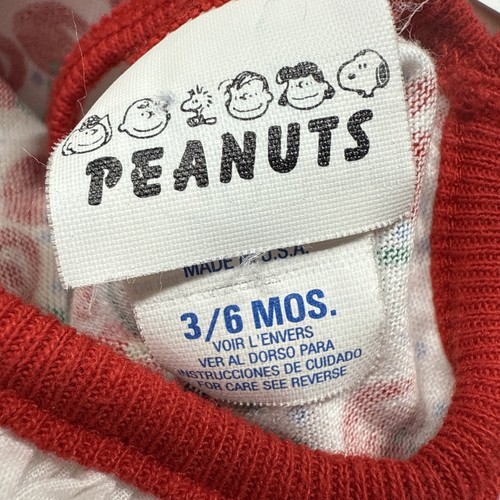 PEANUTS
MADE IN U.S.A.
3/6 MOS.
VOIR L'ENVERS
VER AL DORSO PARA
INSTRUCCIONES DE CUIDADO
FOR CARE SEE REVERSE